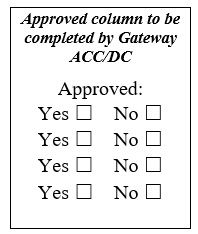 Approved column to be
completed by Gateway
ACC/DC
Approved:
Yes ☐ No ☐
Yes ☐ No ☐
Yes ☐ No ☐
Yes ☐ No ☐